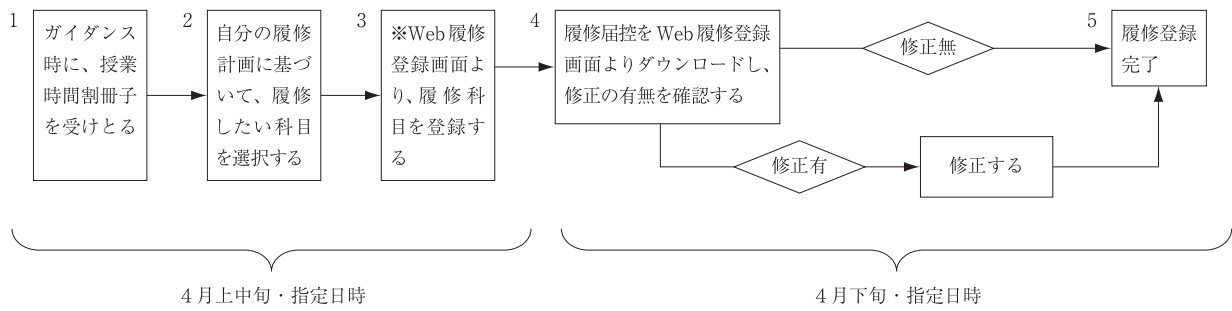 1
ガイダンス
時に、授業
時間割冊子
を受けとる
2
自分の履修
計画に基づ
いて、履修
したい科目
を選択する
3
※Web履修
登録画面よ
り、履修科
目を登録す
る
4
履修届控をWeb履修登録
画面よりダウンロードし、
修正の有無を確認する
修正無
5
履修登録
完了
修正有
修正する
4月上中旬・指定日時
4月下旬・指定日時